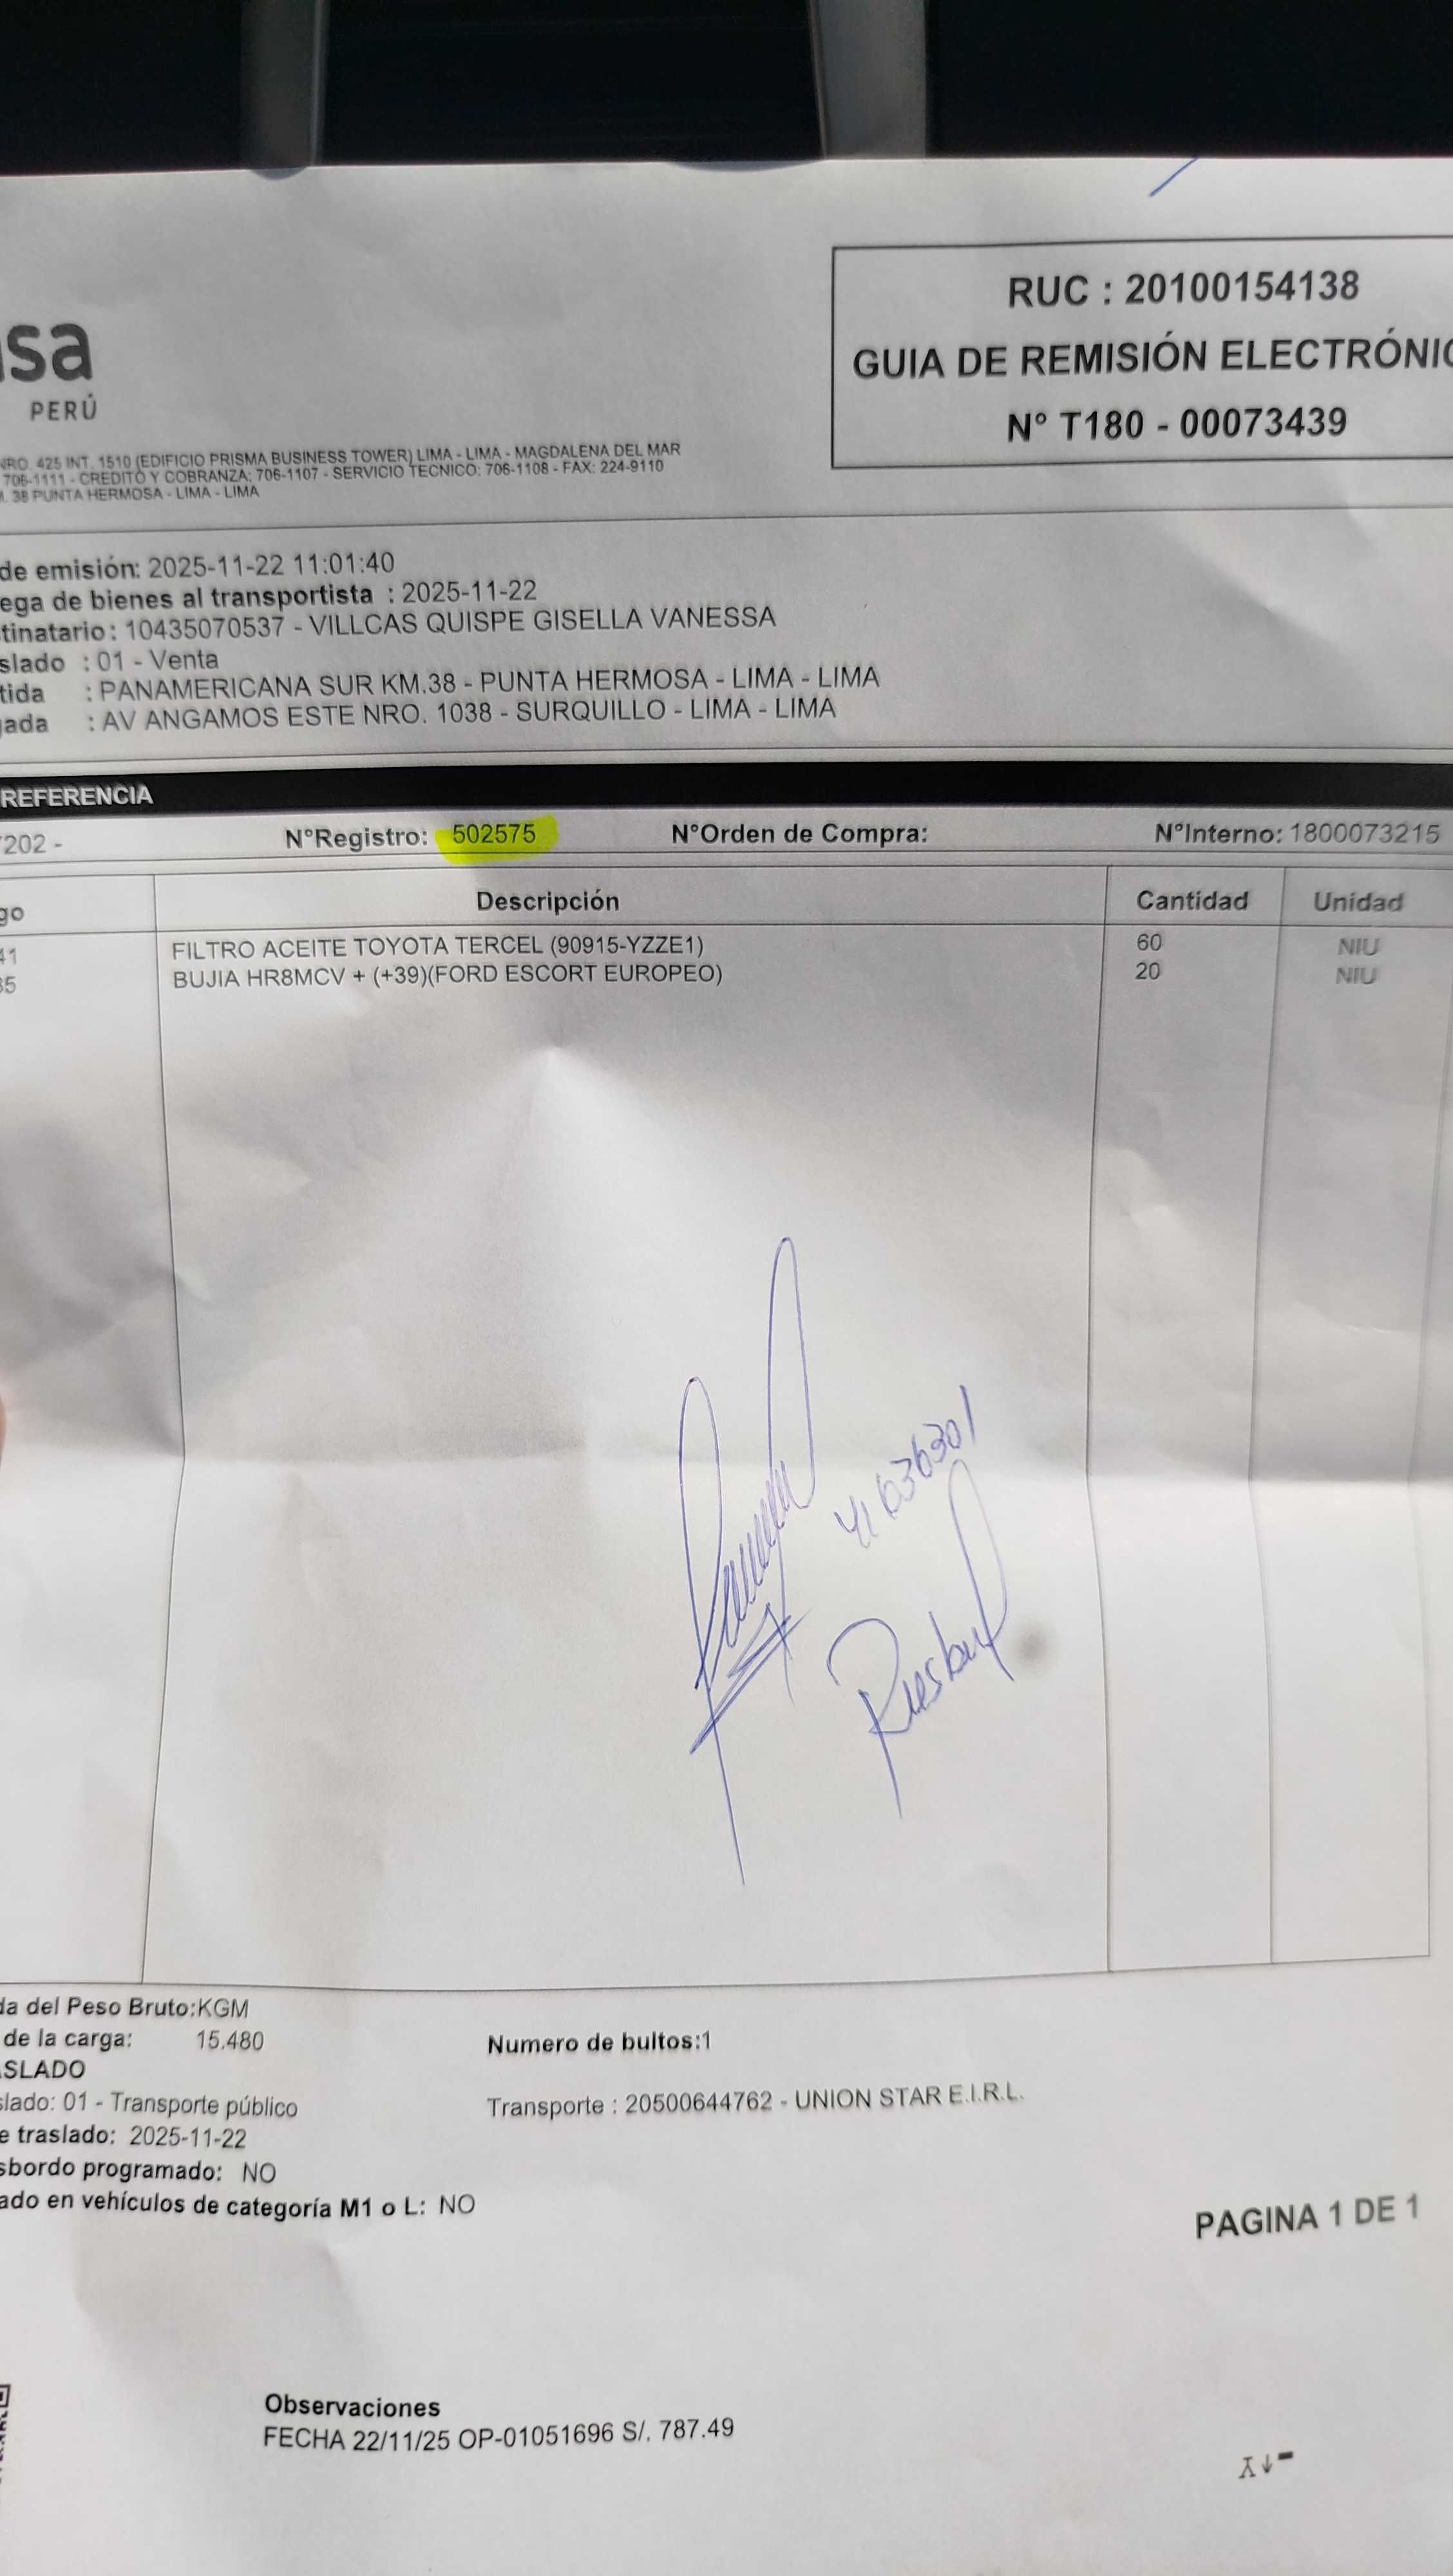 RUC : 20100154138
GUIA DE REMISIÓN ELECTRÓNIC
N° T180 - 00073439
sa
PERÚ
NRO. 425 INT. 1510 (EDIFICIO PRISMA BUSINESS TOWER) LIMA - LIMA - MAGDALENA DEL MAR
706-1111 - CREDITO Y COBRANZA: 706-1107 - SERVICIO TECNICO: 706-1108 - FAX: 224-9110
M. 38 PUNTA HERMOSA - LIMA - LIMA
de emisión: 2025-11-22 11:01:40
ega de bienes al transportista : 2025-11-22
tinatario : 10435070537 - VILLCAS QUISPE GISELLA VANESSA
slado : 01 - Venta
tida : PANAMERICANA SUR KM.38 - PUNTA HERMOSA - LIMA - LIMA
gada : AV ANGAMOS ESTE NRO. 1038 - SURQUILLO - LIMA - LIMA
REFERENCIA
7202 - N°Registro: 502575 N°Orden de Compra: N°Interno: 1800073215
go Descripción Cantidad Unidad
41 FILTRO ACEITE TOYOTA TERCEL (90915-YZZE1) 60 NIU
35 BUJIA HR8MCV + (+39)(FORD ESCORT EUROPEO) 20 NIU
41636301
da del Peso Bruto:KGM
de la carga: 15.480 Numero de bultos:1
ASLADO
slado: 01 - Transporte público Transporte : 20500644762 - UNION STAR E.I.R.L.
e traslado: 2025-11-22
sbordo programado: NO
ado en vehículos de categoría M1 o L: NO
PAGINA 1 DE 1
Observaciones
FECHA 22/11/25 OP-01051696 S/. 787.49